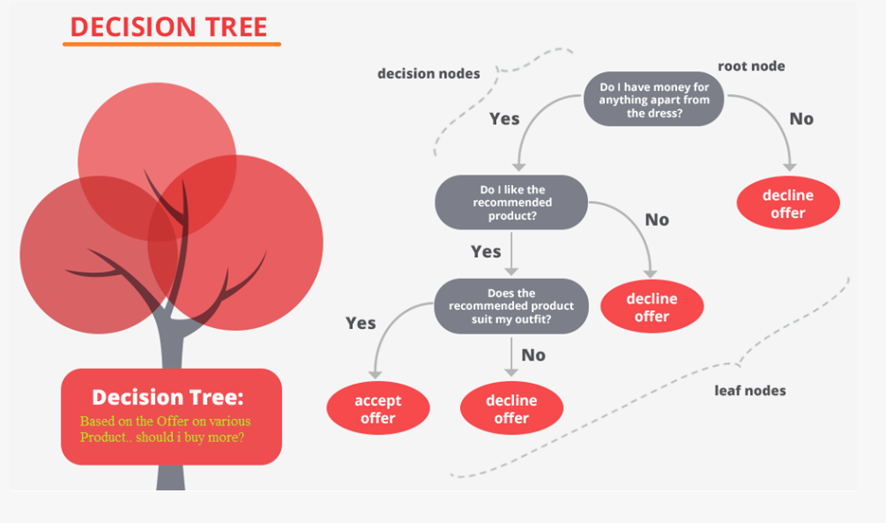 DECISION TREE
decision nodes
root node
Do I have money for
anything apart from
the dress?
Yes
No
decline
offer
Do I like the
recommended
product?
No
Yes
decline
offer
Does the
recommended product
suit my outfit?
Yes
No
accept
offer
decline
offer
leaf nodes
Decision Tree:
Based on the Offer on various
Product.. should i buy more?